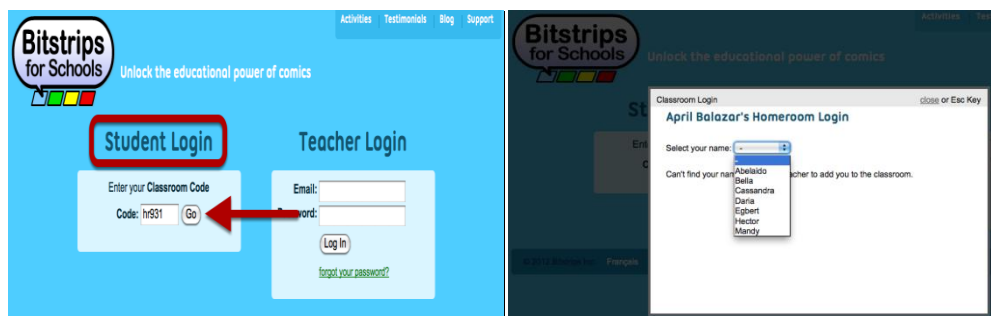 Activities Testimonials Blog Support
Bitstrips
for Schools
Unlock the educational power of comics
Student Login
Teacher Login
Enter your Classroom Code
Code: hr931 Go
Email:
Log In
forgot your password?
Activities
Bitstrips
for Schools
Unlock the educational power of comics
Classroom Login close or Esc Key
April Balazar's Homeroom Login
Select your name: -
-
Abelaido
Bella
Cassandra
Daria
Egbert
Hector
Mandy
Can't find your acher to add you to the classroom.
Français